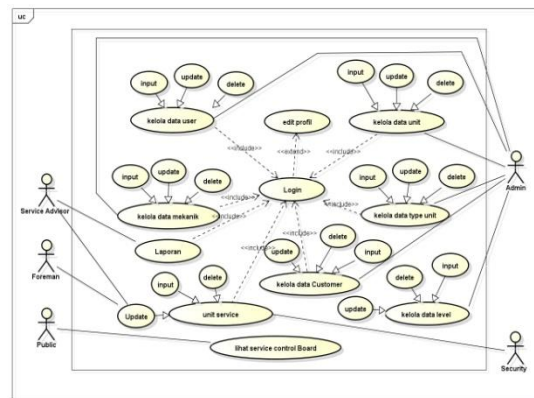 uc
input
update
delete
kelola data user
edit profil
input
update
delete
kelola data unit
<<include>>
<<extend>>
<<include>>
Login
Admin
input
update
delete
kelola data mekanik
<<include>>
<<include>>
<<include>>
input
update
delete
kelola data type unit
Service Advisor
Laporan
<<include>>
update
delete
input
kelola data Customer
delete
input
update
kelola data level
Foreman
Update
input
delete
unit service
Public
lihat service control Board
Security